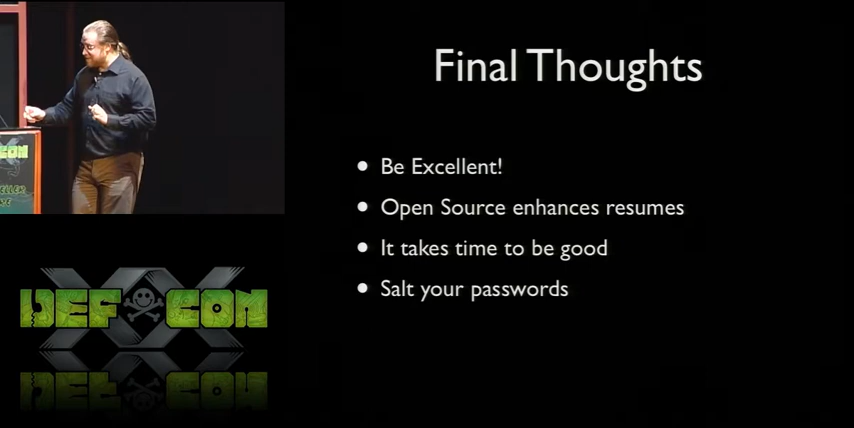 Final Thoughts
Be Excellent!
Open Source enhances resumes
It takes time to be good
Salt your passwords
XX
DEF CON